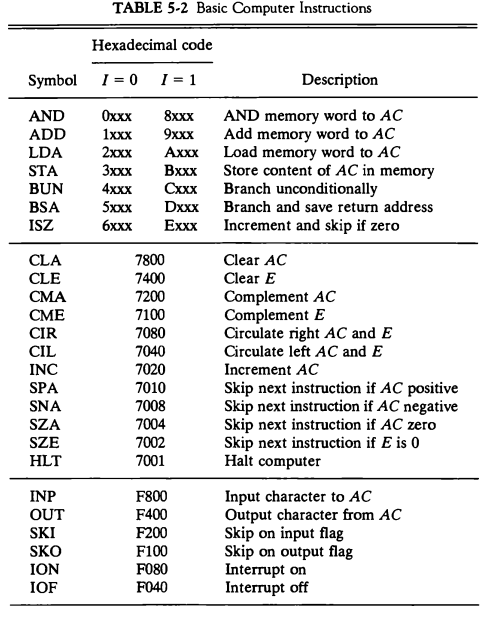 TABLE 5-2 Basic Computer Instructions
Hexadecimal code
Symbol I = 0 I = 1 Description
AND 0xxx 8xxx AND memory word to AC
ADD 1xxx 9xxx Add memory word to AC
LDA 2xxx Axxx Load memory word to AC
STA 3xxx Bxxx Store content of AC in memory
BUN 4xxx Cxxx Branch unconditionally
BSA 5xxx Dxxx Branch and save return address
ISZ 6xxx Exxx Increment and skip if zero
CLA 7800 Clear AC
CLE 7400 Clear E
CMA 7200 Complement AC
CME 7100 Complement E
CIR 7080 Circulate right AC and E
CIL 7040 Circulate left AC and E
INC 7020 Increment AC
SPA 7010 Skip next instruction if AC positive
SNA 7008 Skip next instruction if AC negative
SZA 7004 Skip next instruction if AC zero
SZE 7002 Skip next instruction if E is 0
HLT 7001 Halt computer
INP F800 Input character to AC
OUT F400 Output character from AC
SKI F200 Skip on input flag
SKO F100 Skip on output flag
ION F080 Interrupt on
IOF F040 Interrupt off